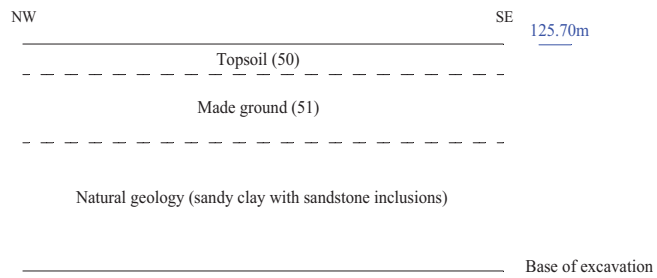 NW
SE
125.70m
Topsoil (50)
Made ground (51)
Natural geology (sandy clay with sandstone inclusions)
Base of excavation